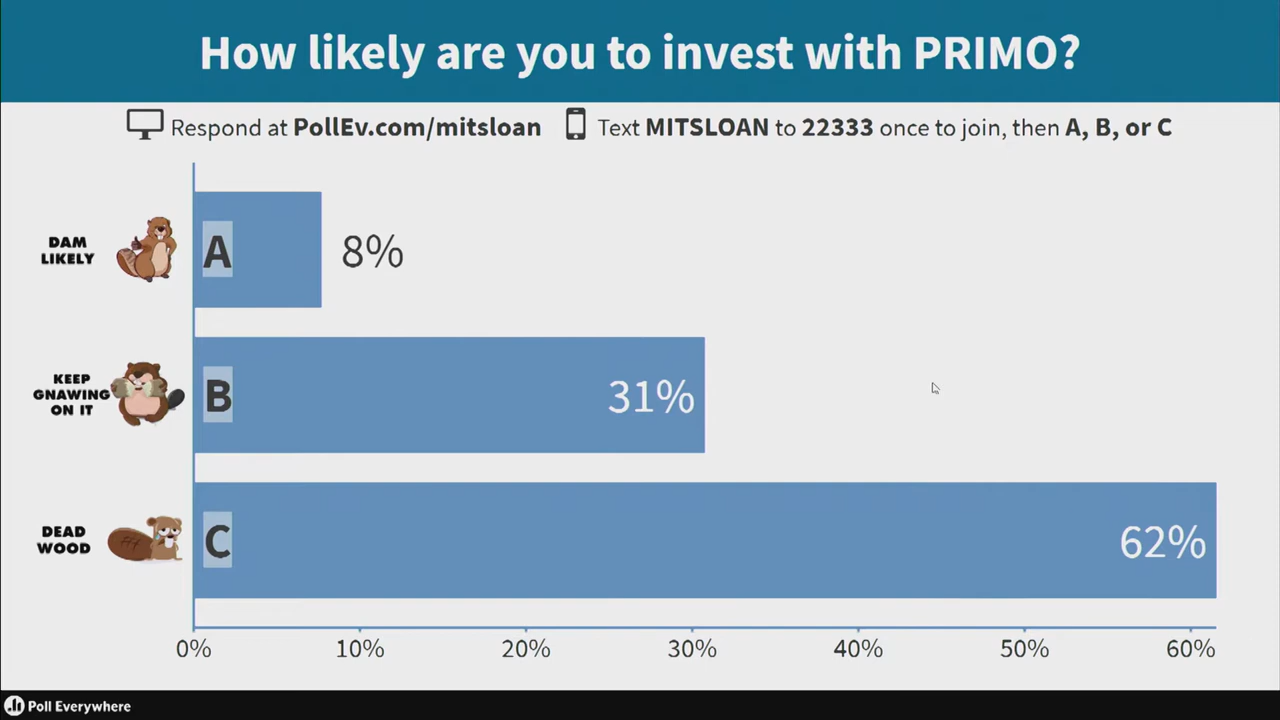 How likely are you to invest with PRIMO?
Respond at PollEv.com/mitsloan
Text MITSLOAN to 22333 once to join, then A, B, or C
DAM
LIKELY
A
8%
KEEP
GNAWING
ON IT
B
31%
DEAD
WOOD
C
62%
0% 10% 20% 30% 40% 50% 60%
Poll Everywhere